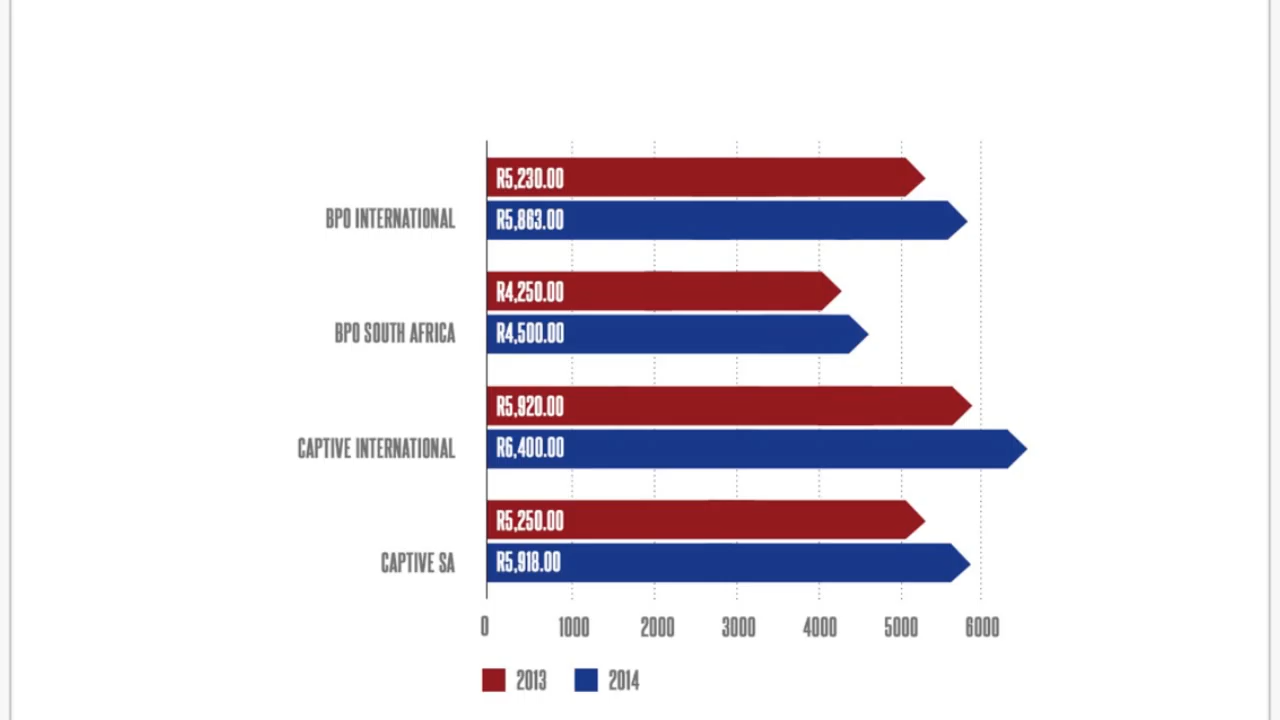 R5,230.00
BPO INTERNATIONAL
R5,863.00
R4,250.00
BPO SOUTH AFRICA
R4,500.00
R5,920.00
CAPTIVE INTERNATIONAL
R6,400.00
R5,250.00
CAPTIVE SA
R5,918.00
0 1000 2000 3000 4000 5000 6000
2013 2014